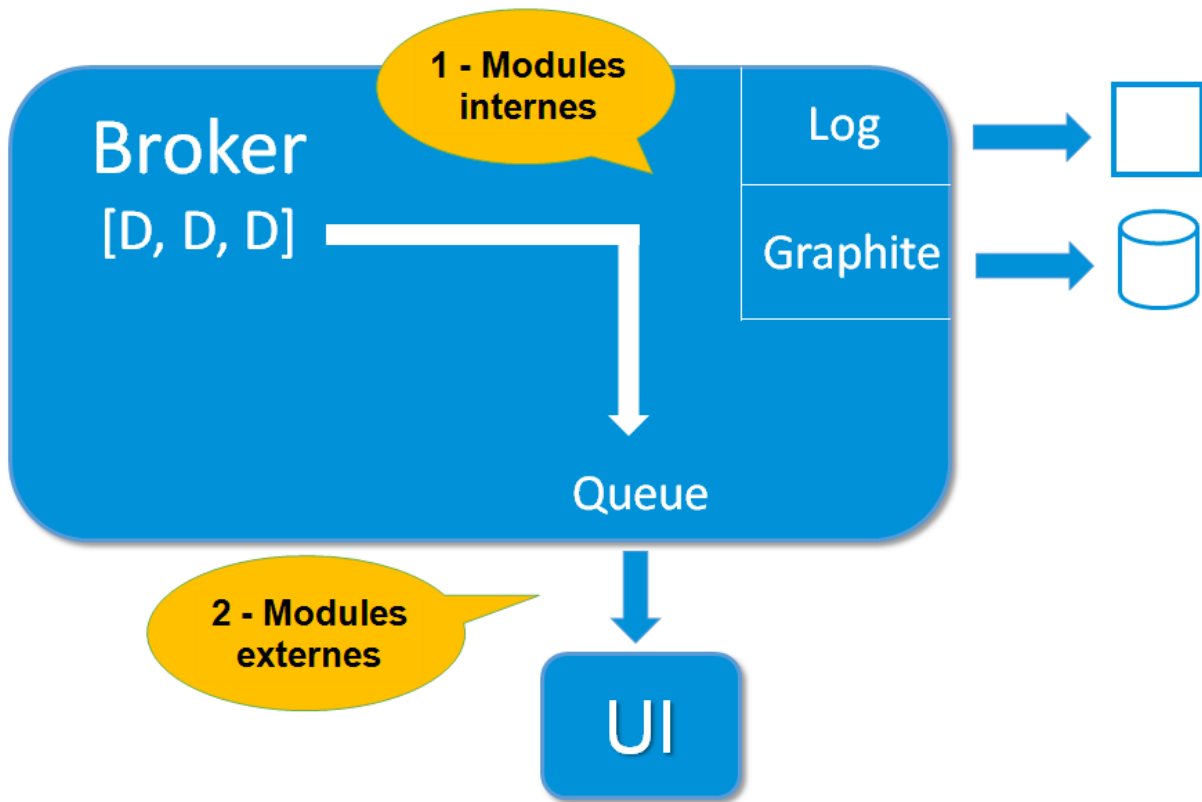 1 - Modules
internes
Log
Broker
[D, D, D]
Graphite
Queue
2 - Modules
externes
UI